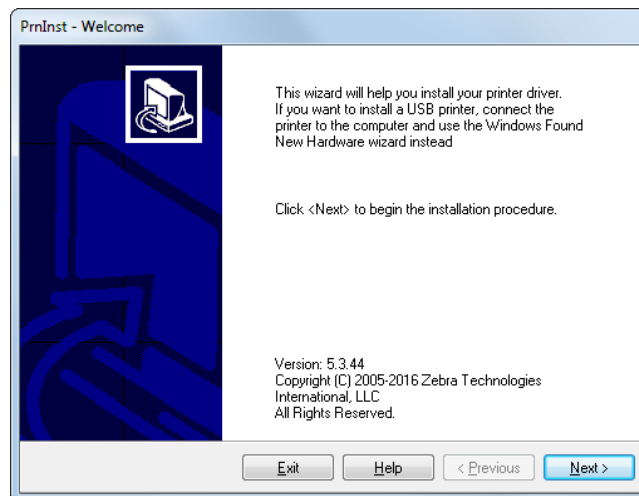 PrnInst - Welcome
This wizard will help you install your printer driver.
If you want to install a USB printer, connect the
printer to the computer and use the Windows Found
New Hardware wizard instead
Click <Next> to begin the installation procedure.
Version: 5.3.44
Copyright (C) 2005-2016 Zebra Technologies
International, LLC
All Rights Reserved.
Exit Help < Previous Next >